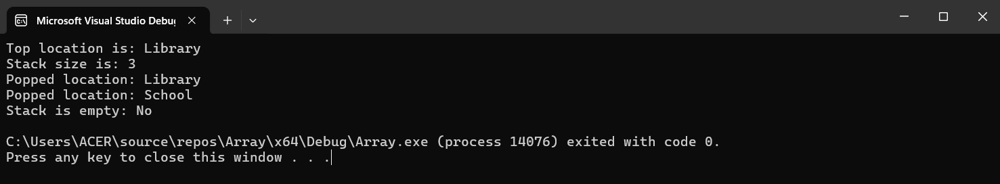 Microsoft Visual Studio Debu
Top location is: Library
Stack size is: 3
Popped location: Library
Popped location: School
Stack is empty: No
C:\Users\ACER\source\repos\Array\x64\Debug\Array.exe (process 14076) exited with code 0.
Press any key to close this window . . .